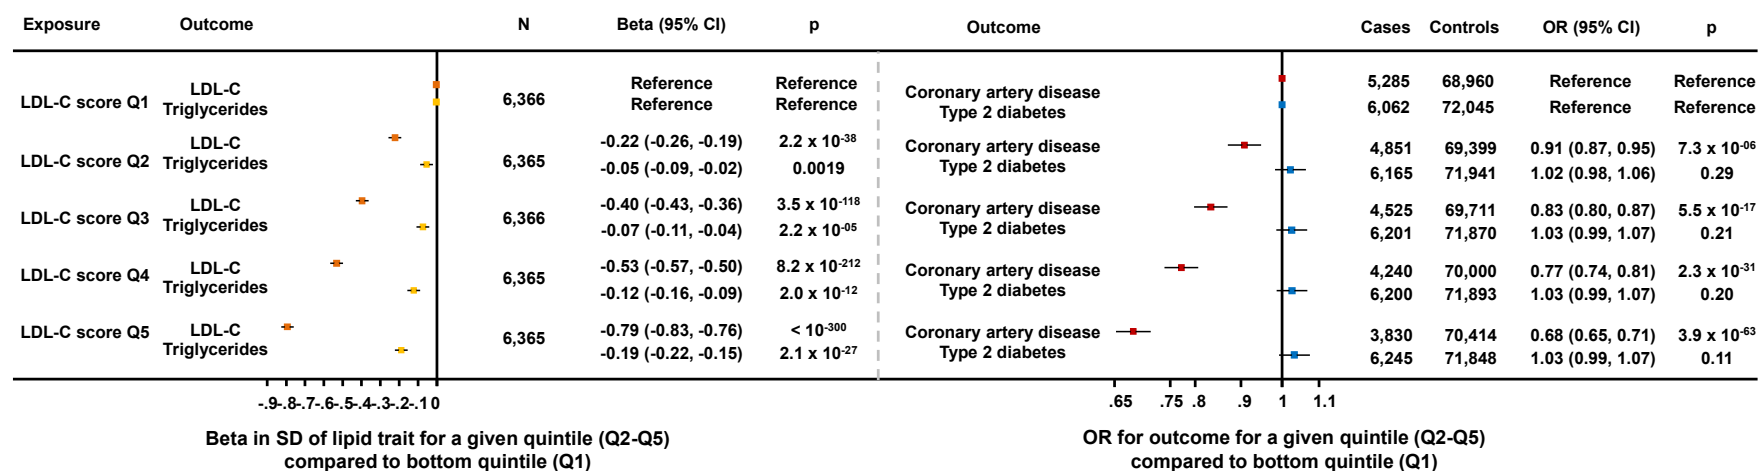 Exposure Outcome N Beta (95% CI) p Outcome Cases Controls OR (95% CI) p
LDL-C score Q1
LDL-C
Triglycerides
6,366
Reference Reference
Reference Reference
Coronary artery disease
Type 2 diabetes
5,285 68,960 Reference Reference
6,062 72,045 Reference Reference
LDL-C score Q2
LDL-C
Triglycerides
6,365
-0.22 (-0.26, -0.19) 2.2 x 10-38
-0.05 (-0.09, -0.02) 0.0019
Coronary artery disease
Type 2 diabetes
4,851 69,399 0.91 (0.87, 0.95) 7.3 x 10-06
6,165 71,941 1.02 (0.98, 1.06) 0.29
LDL-C score Q3
LDL-C
Triglycerides
6,366
-0.40 (-0.43, -0.36) 3.5 x 10-118
-0.07 (-0.11, -0.04) 2.2 x 10-05
Coronary artery disease
Type 2 diabetes
4,525 69,711 0.83 (0.80, 0.87) 5.5 x 10-17
6,201 71,870 1.03 (0.99, 1.07) 0.21
LDL-C score Q4
LDL-C
Triglycerides
6,365
-0.53 (-0.57, -0.50) 8.2 x 10-212
-0.12 (-0.16, -0.09) 2.0 x 10-12
Coronary artery disease
Type 2 diabetes
4,240 70,000 0.77 (0.74, 0.81) 2.3 x 10-31
6,200 71,893 1.03 (0.99, 1.07) 0.20
LDL-C score Q5
LDL-C
Triglycerides
6,365
-0.79 (-0.83, -0.76) < 10-300
-0.19 (-0.22, -0.15) 2.1 x 10-27
Coronary artery disease
Type 2 diabetes
3,830 70,414 0.68 (0.65, 0.71) 3.9 x 10-63
6,245 71,848 1.03 (0.99, 1.07) 0.11
-.9 -.8 -.7 -.6 -.5 -.4 -.3 -.2 -.1 0
.65 .75 .8 .9 1 1.1
Beta in SD of lipid trait for a given quintile (Q2-Q5)
compared to bottom quintile (Q1)
OR for outcome for a given quintile (Q2-Q5)
compared to bottom quintile (Q1)